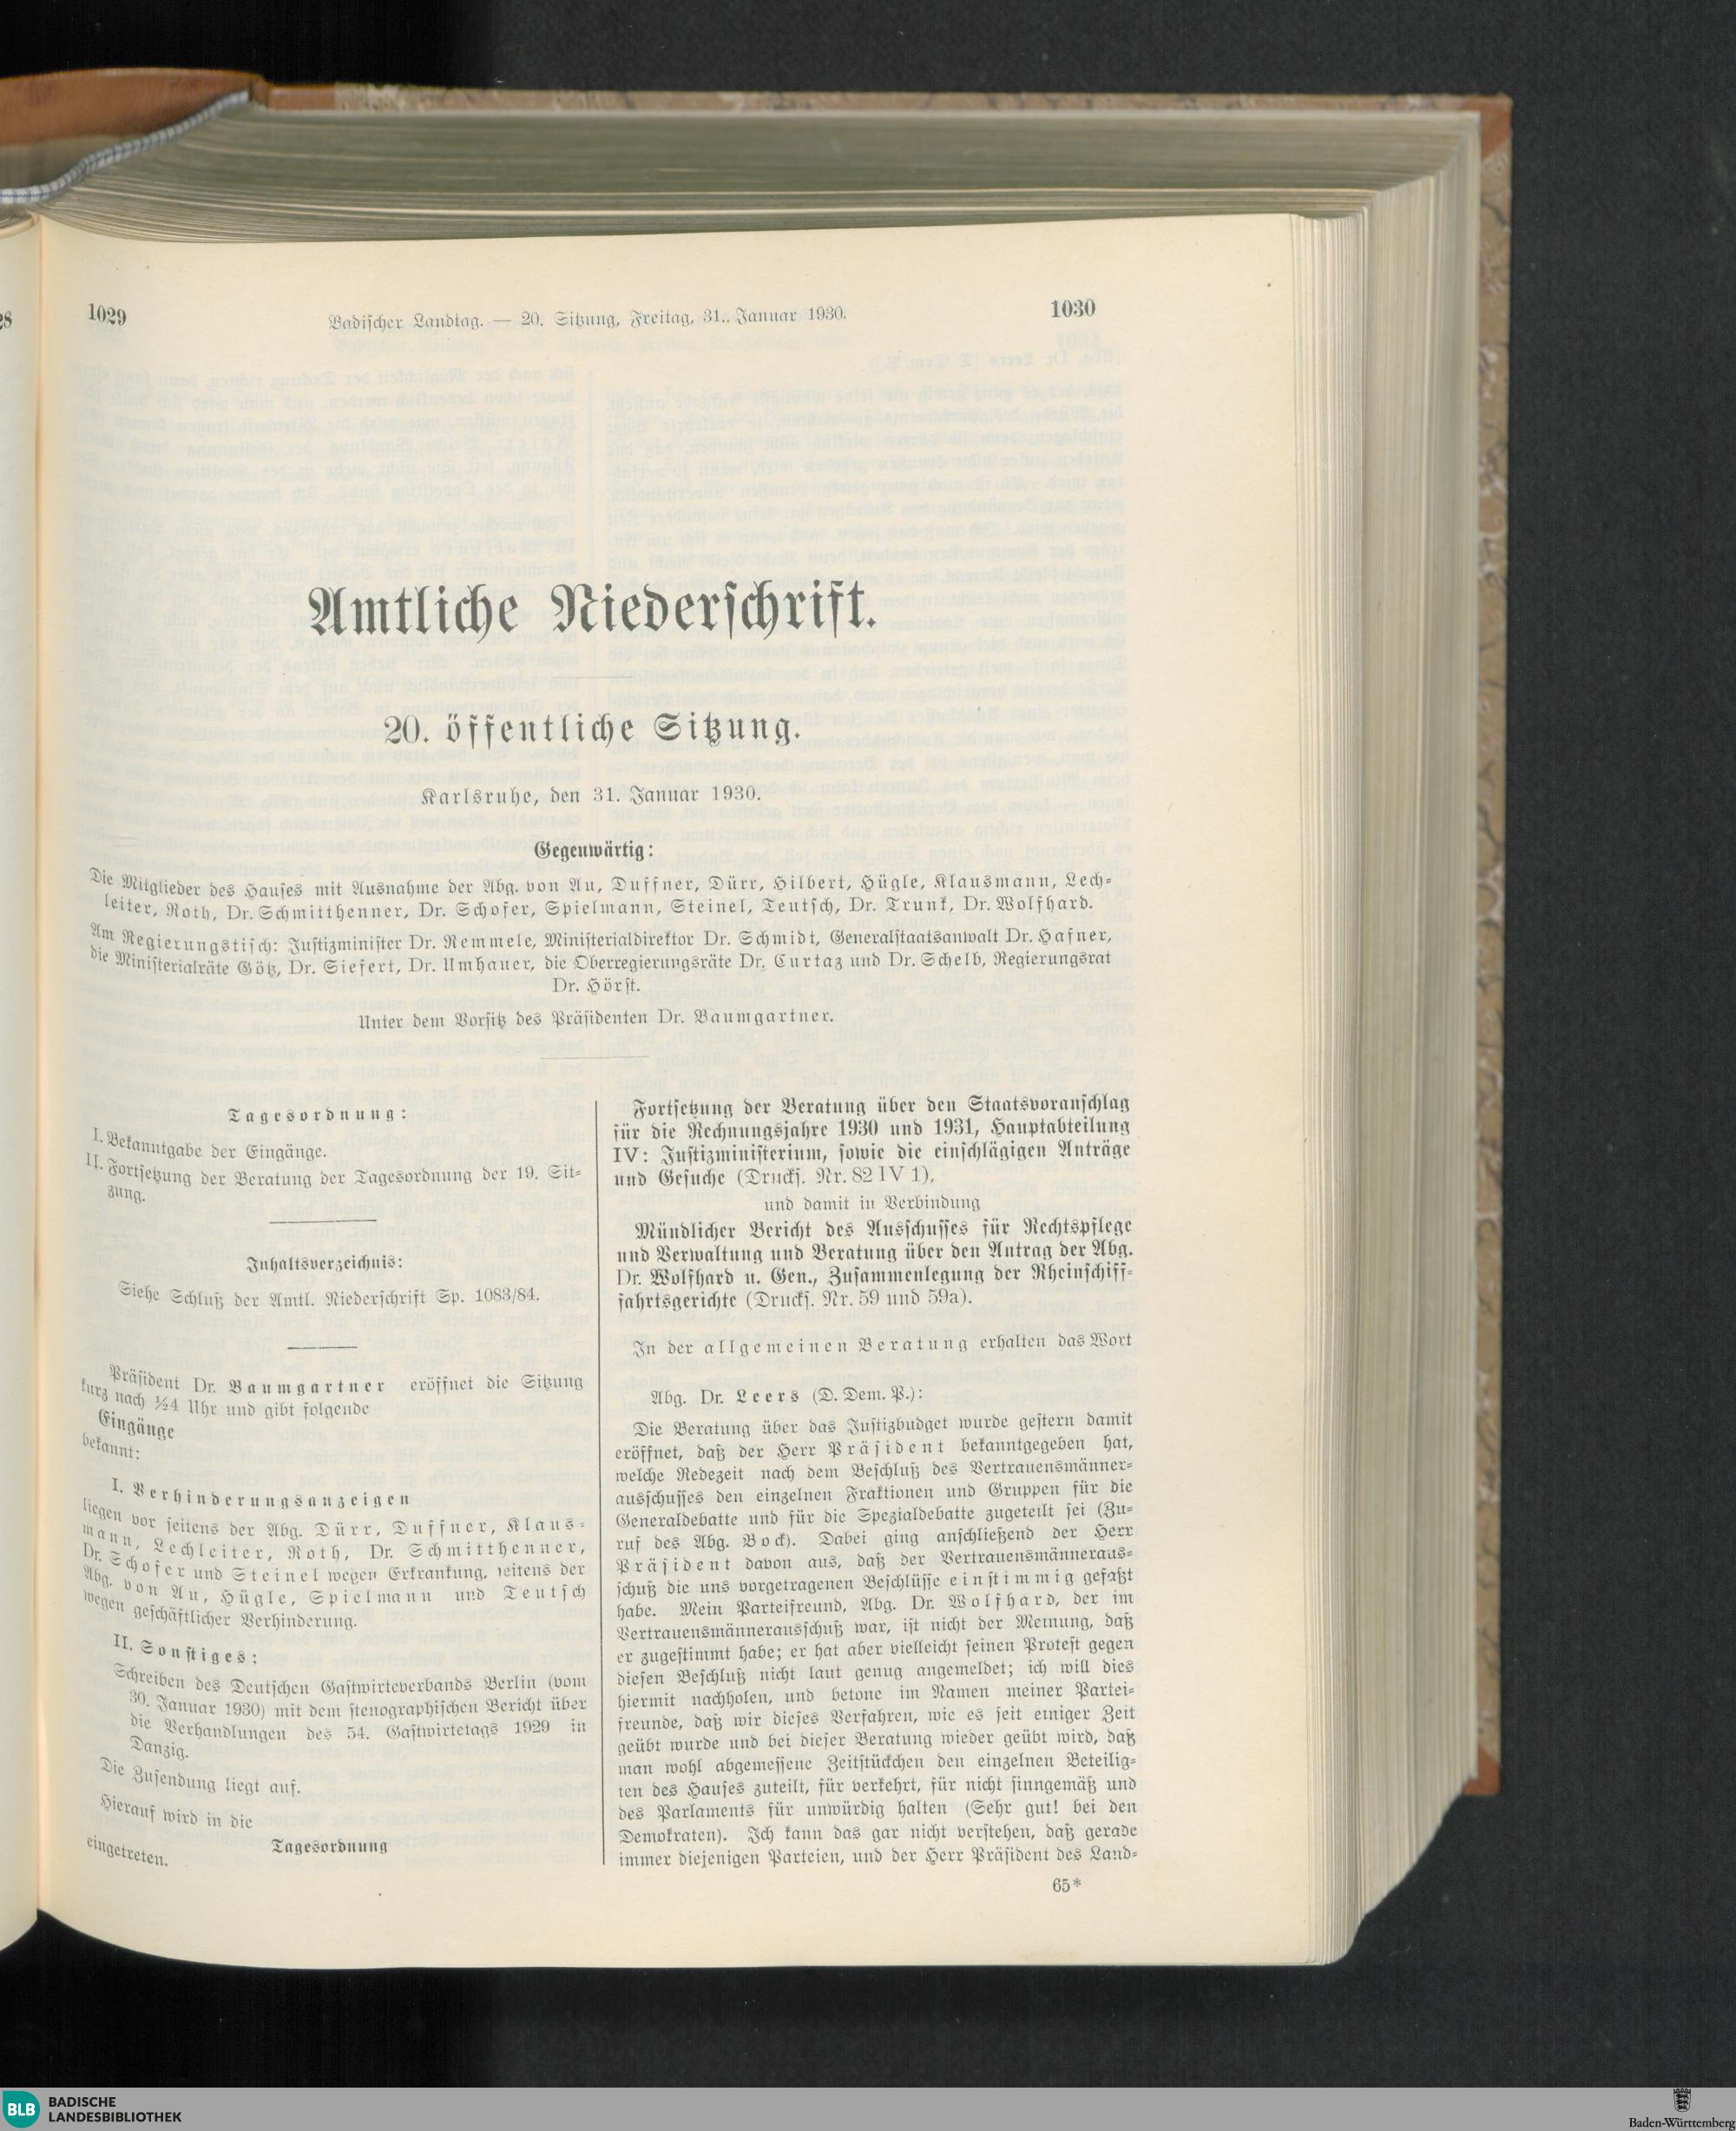 28
1029
Badischer Landtag. — 20. Sitzung, Freitag, 31. Januar 1930.
1030
Amtliche Niederschrift.
20. öffentliche Sitzung.
Karlsruhe, den 31. Januar 1930.
Gegenwärtig:
Die Mitglieder des Hauses mit Ausnahme der Abg. von Au, Duffner, Dürr, Hilbert, Hügle, Klausmann, Lech-
leiter, Roth, Dr. Schmitthenner, Dr. Schofer, Spielmann, Steinel, Teutsch, Dr. Trunk, Dr. Wolfhard.
Am Regierungstisch: Justizminister Dr. Remmele, Ministerialdirektor Dr. Schmidt, Generalstaatsanwalt Dr. Hafner,
die Ministerialräte Götz, Dr. Siefert, Dr. Umhauer, die Oberregierungsräte Dr. Curtaz und Dr. Schelb, Regierungsrat
Dr. Hörst.
Unter dem Vorsitz des Präsidenten Dr. Baumgartner.
Tagesordnung:
I. Bekanntgabe der Eingänge.
II. Fortsetzung der Beratung der Tagesordnung der 19. Sit-
zung.
Inhaltsverzeichnis:
Siehe Schluß der Amtl. Niederschrift Sp. 1083/84.
Präsident Dr. Baumgartner eröffnet die Sitzung
kurz nach ½4 Uhr und gibt folgende
Eingänge
bekannt:
I. Verhinderungsanzeigen
liegen vor seitens der Abg. Dürr, Duffner, Klaus-
mann, Lechleiter, Roth, Dr. Schmitthenner,
Dr. Schofer und Steinel wegen Erkrankung, seitens der
Abg. von Au, Hügle, Spielmann und Teutsch
wegen geschäftlicher Verhinderung.
II. Sonstiges:
Schreiben des Deutschen Gastwirteverbands Berlin (vom
30. Januar 1930) mit dem stenographischen Bericht über
die Verhandlungen des 54. Gastwirtetags 1929 in
Danzig.
Die Zusendung liegt auf.
Hierauf wird in die
Tagesordnung
eingetreten.
Fortsetzung der Beratung über den Staatsvoranschlag
für die Rechnungsjahre 1930 und 1931, Hauptabteilung
IV: Justizministerium, sowie die einschlägigen Anträge
und Gesuche (Drucks. Nr. 82 IV 1),
und damit in Verbindung
Mündlicher Bericht des Ausschusses für Rechtspflege
und Verwaltung und Beratung über den Antrag der Abg.
Dr. Wolfhard u. Gen., Zusammenlegung der Rheinschiff-
fahrtsgerichte (Drucks. Nr. 59 und 59a).
In der allgemeinen Beratung erhalten das Wort
Abg. Dr. Leers (D. Dem. P.):
Die Beratung über das Justizbudget wurde gestern damit
eröffnet, daß der Herr Präsident bekanntgegeben hat,
welche Redezeit nach dem Beschluß des Vertrauensmänner-
ausschusses den einzelnen Fraktionen und Gruppen für die
Generaldebatte und für die Spezialdebatte zugeteilt sei (Zu-
ruf des Abg. Bock). Dabei ging anschließend der Herr
Präsident davon aus, daß der Vertrauensmänneraus-
schuß die uns vorgetragenen Beschlüsse einstimmig gefaßt
habe. Mein Parteifreund, Abg. Dr. Wolfhard, der im
Vertrauensmännerausschuß war, ist nicht der Meinung, daß
er zugestimmt habe; er hat aber vielleicht seinen Protest gegen
diesen Beschluß nicht laut genug angemeldet; ich will dies
hiermit nachholen, und betone im Namen meiner Partei-
freunde, daß wir dieses Verfahren, wie es seit einiger Zeit
geübt wurde und bei dieser Beratung wieder geübt wird, daß
man wohl abgemessene Zeitstückchen den einzelnen Beteilig-
ten des Hauses zuteilt, für verkehrt, für nicht sinngemäß und
des Parlaments für unwürdig halten (Sehr gut! bei den
Demokraten). Ich kann das gar nicht verstehen, daß gerade
immer diejenigen Parteien, und der Herr Präsident des Land-
65*
BLB BADISCHE
LANDESBIBLIOTHEK
Baden-Württemberg